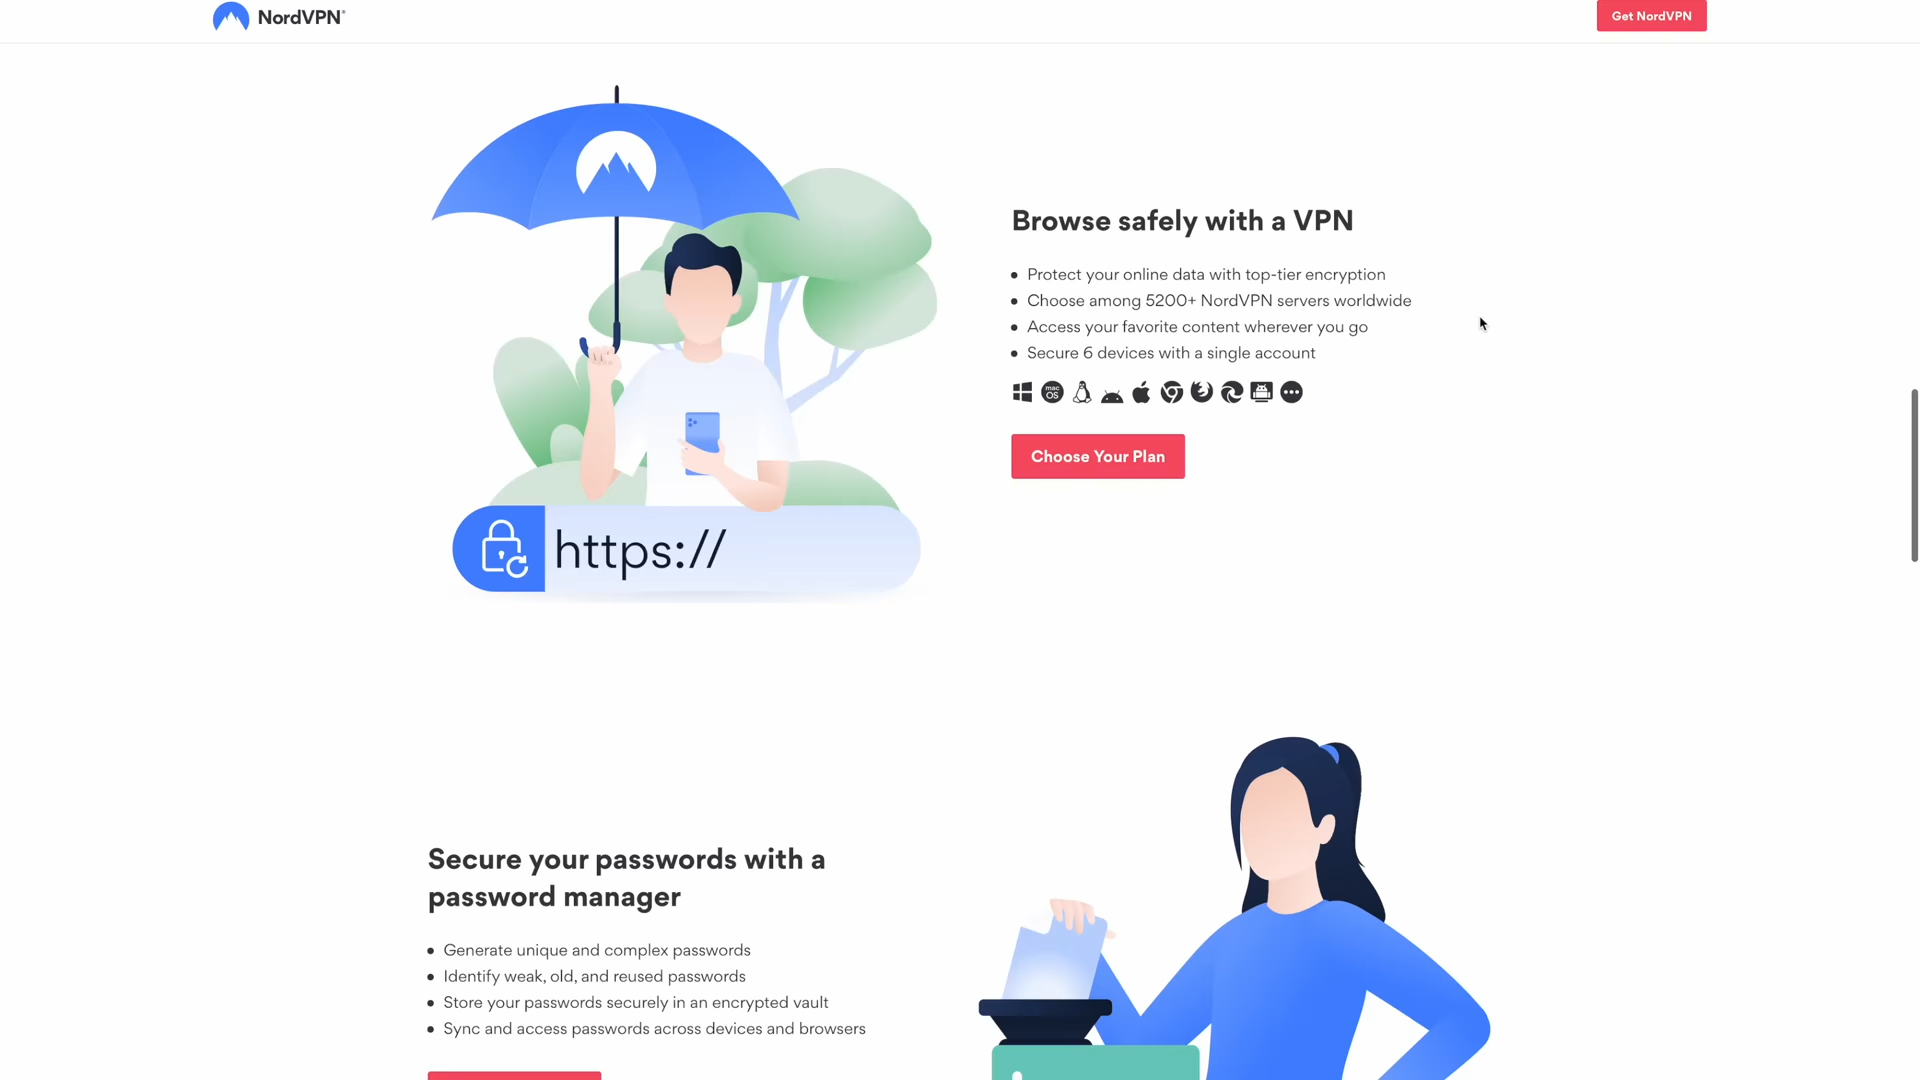 NordVPN®
Get NordVPN
Browse safely with a VPN
Protect your online data with top-tier encryption
Choose among 5200+ NordVPN servers worldwide
Access your favorite content wherever you go
Secure 6 devices with a single account
mac
OS
Choose Your Plan
https://
Secure your passwords with a
password manager
Generate unique and complex passwords
Identify weak, old, and reused passwords
Store your passwords securely in an encrypted vault
Sync and access passwords across devices and browsers